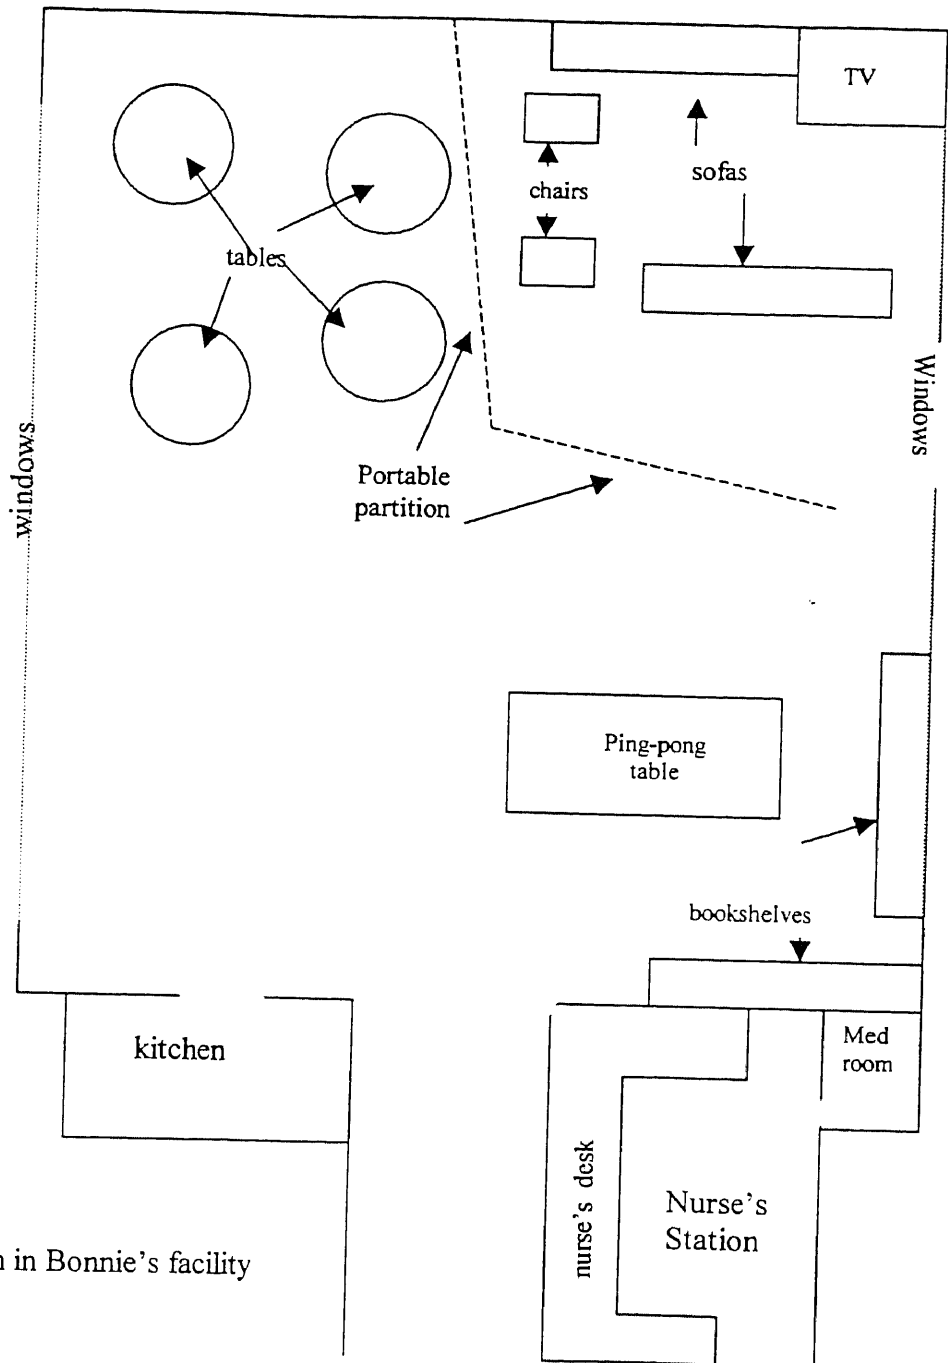 TV
sofas
chairs
tables
Windows
windows
Portable
partition
Ping-pong
table
bookshelves
kitchen
Med
room
nurse's desk
Nurse's
Station
in Bonnie's facility